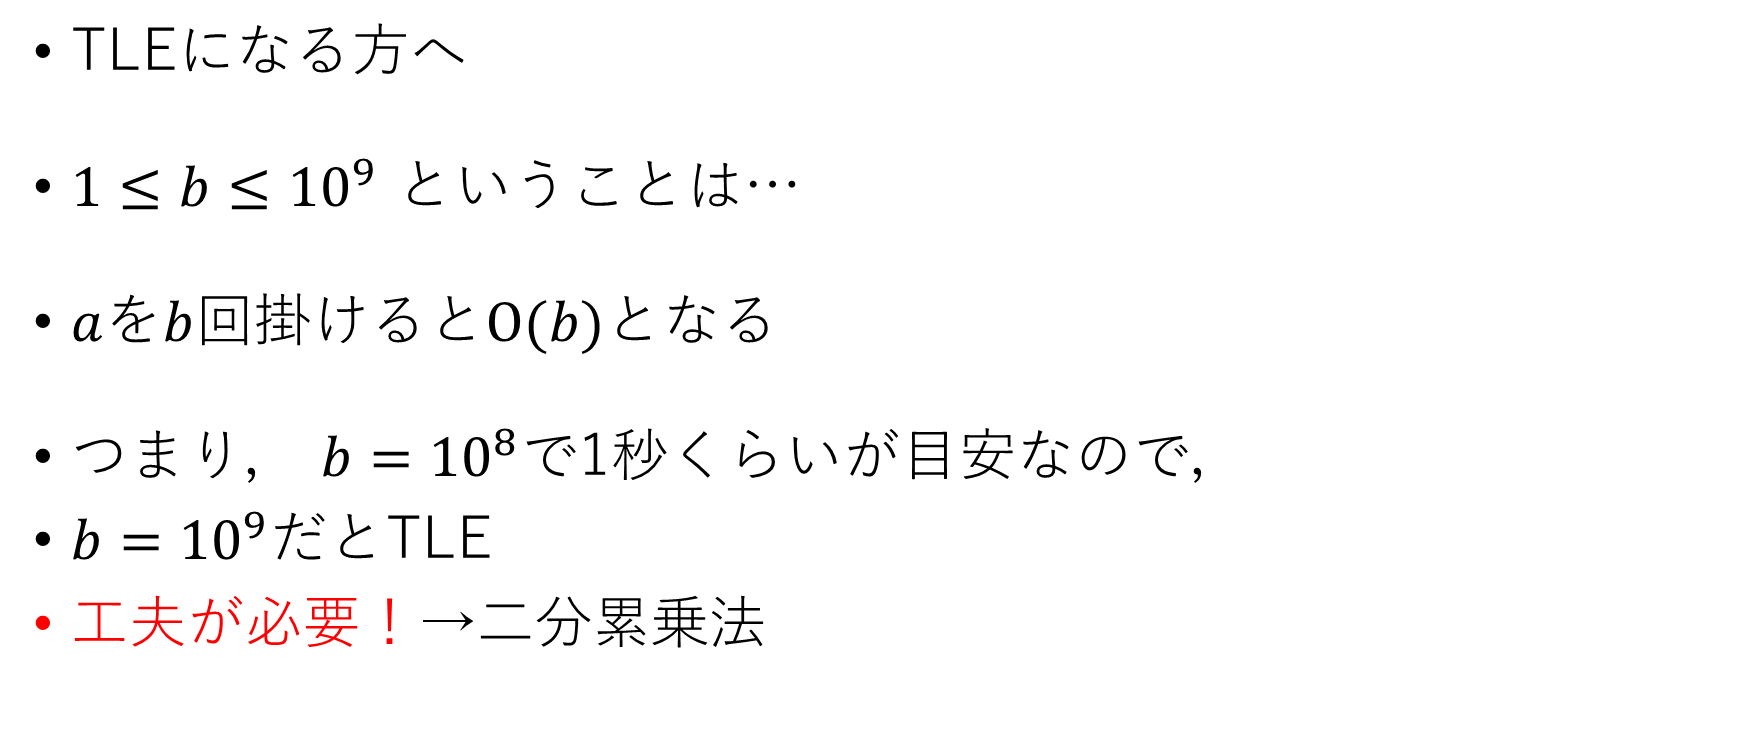 • TLEになる方へ
• 1 ≤ b ≤ 10⁹ ということは…
• aをb回掛けるとO(b)となる
• つまり， b = 10⁸で1秒くらいが目安なので,
• b = 10⁹だとTLE
• 工夫が必要！→二分累乗法